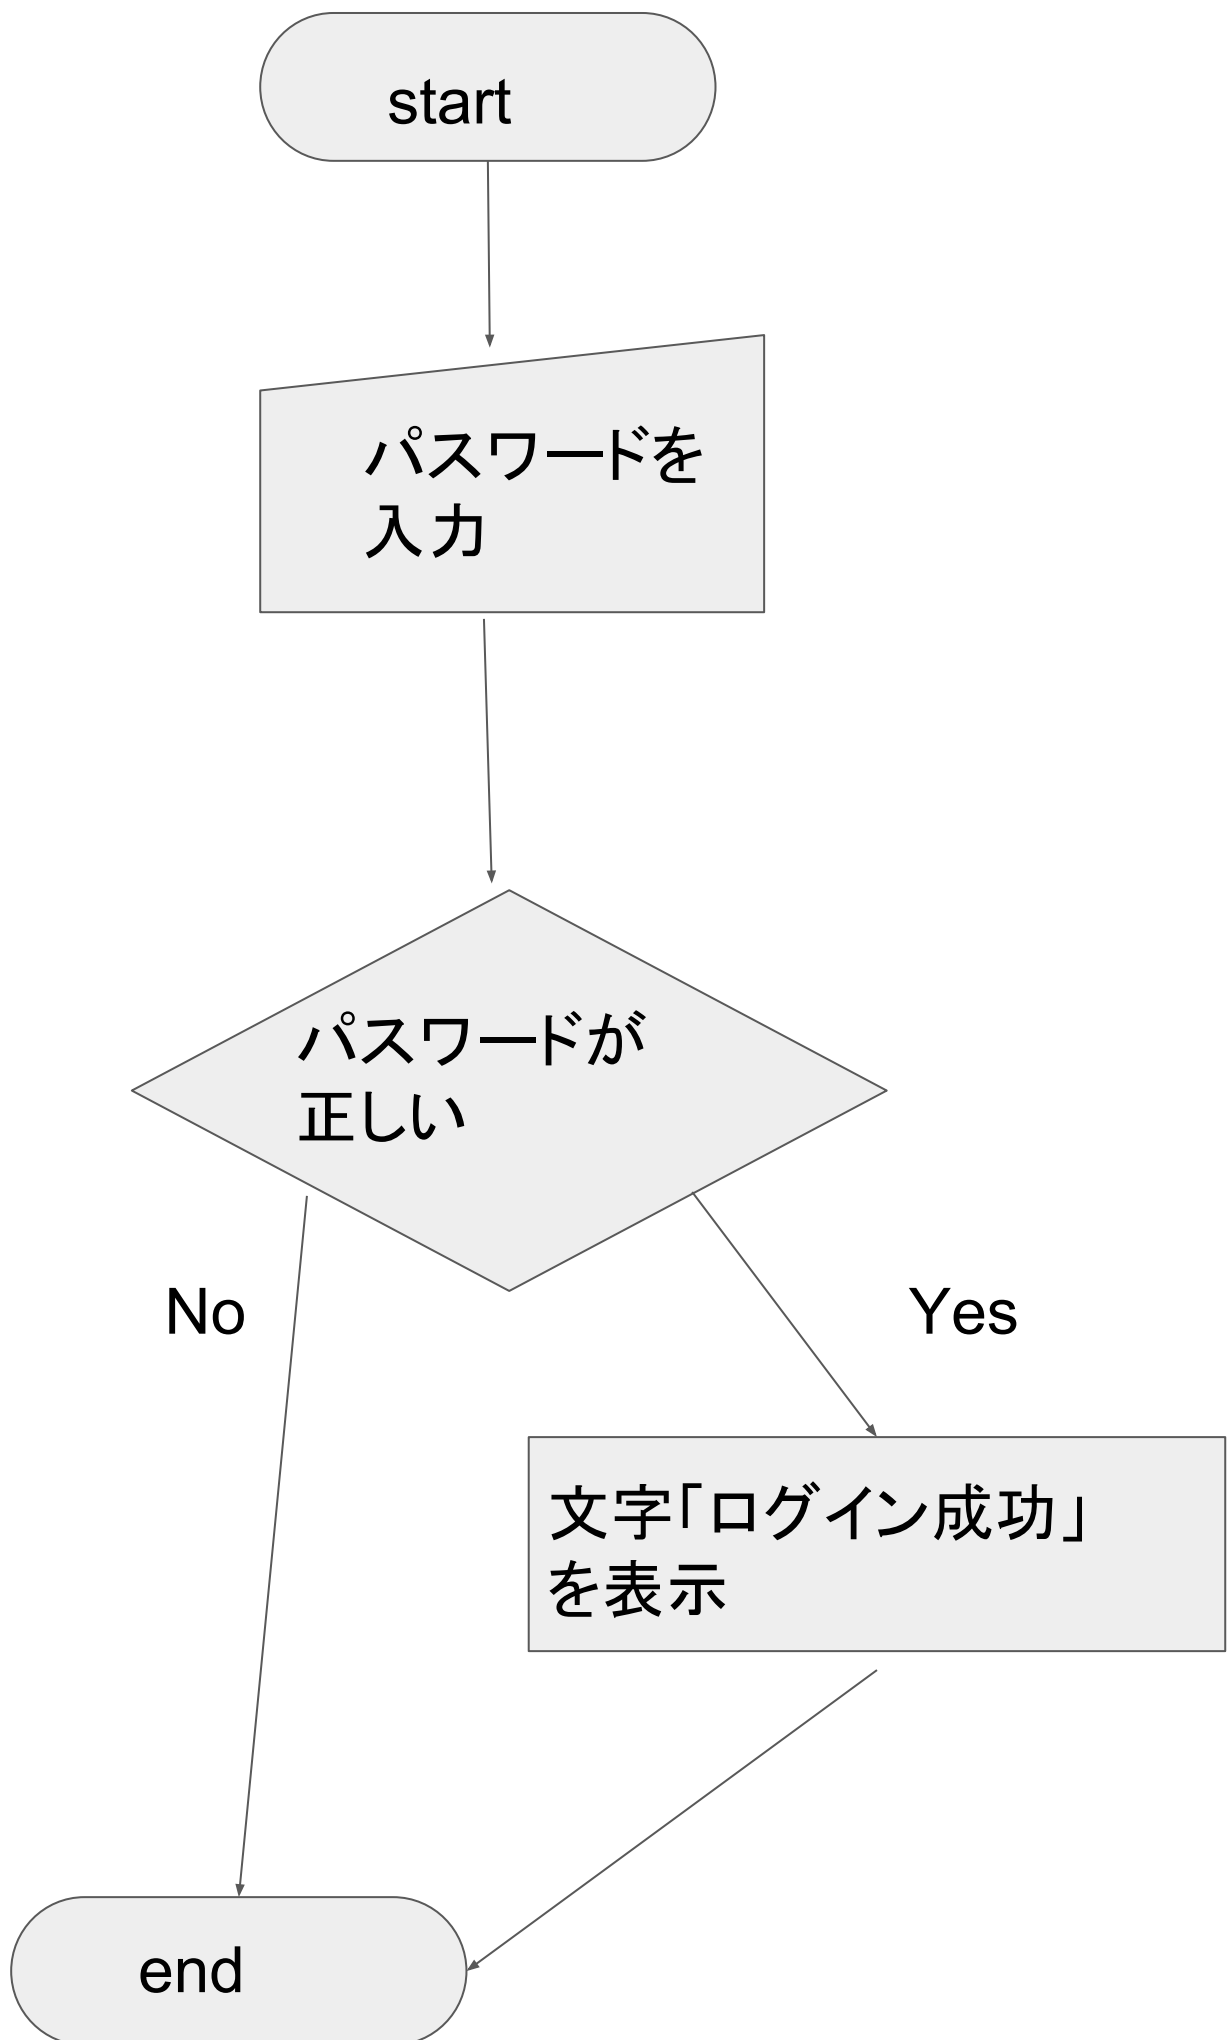 start
パスワードを
入力
パスワードが
正しい
No
Yes
文字「ログイン成功」
を表示
end